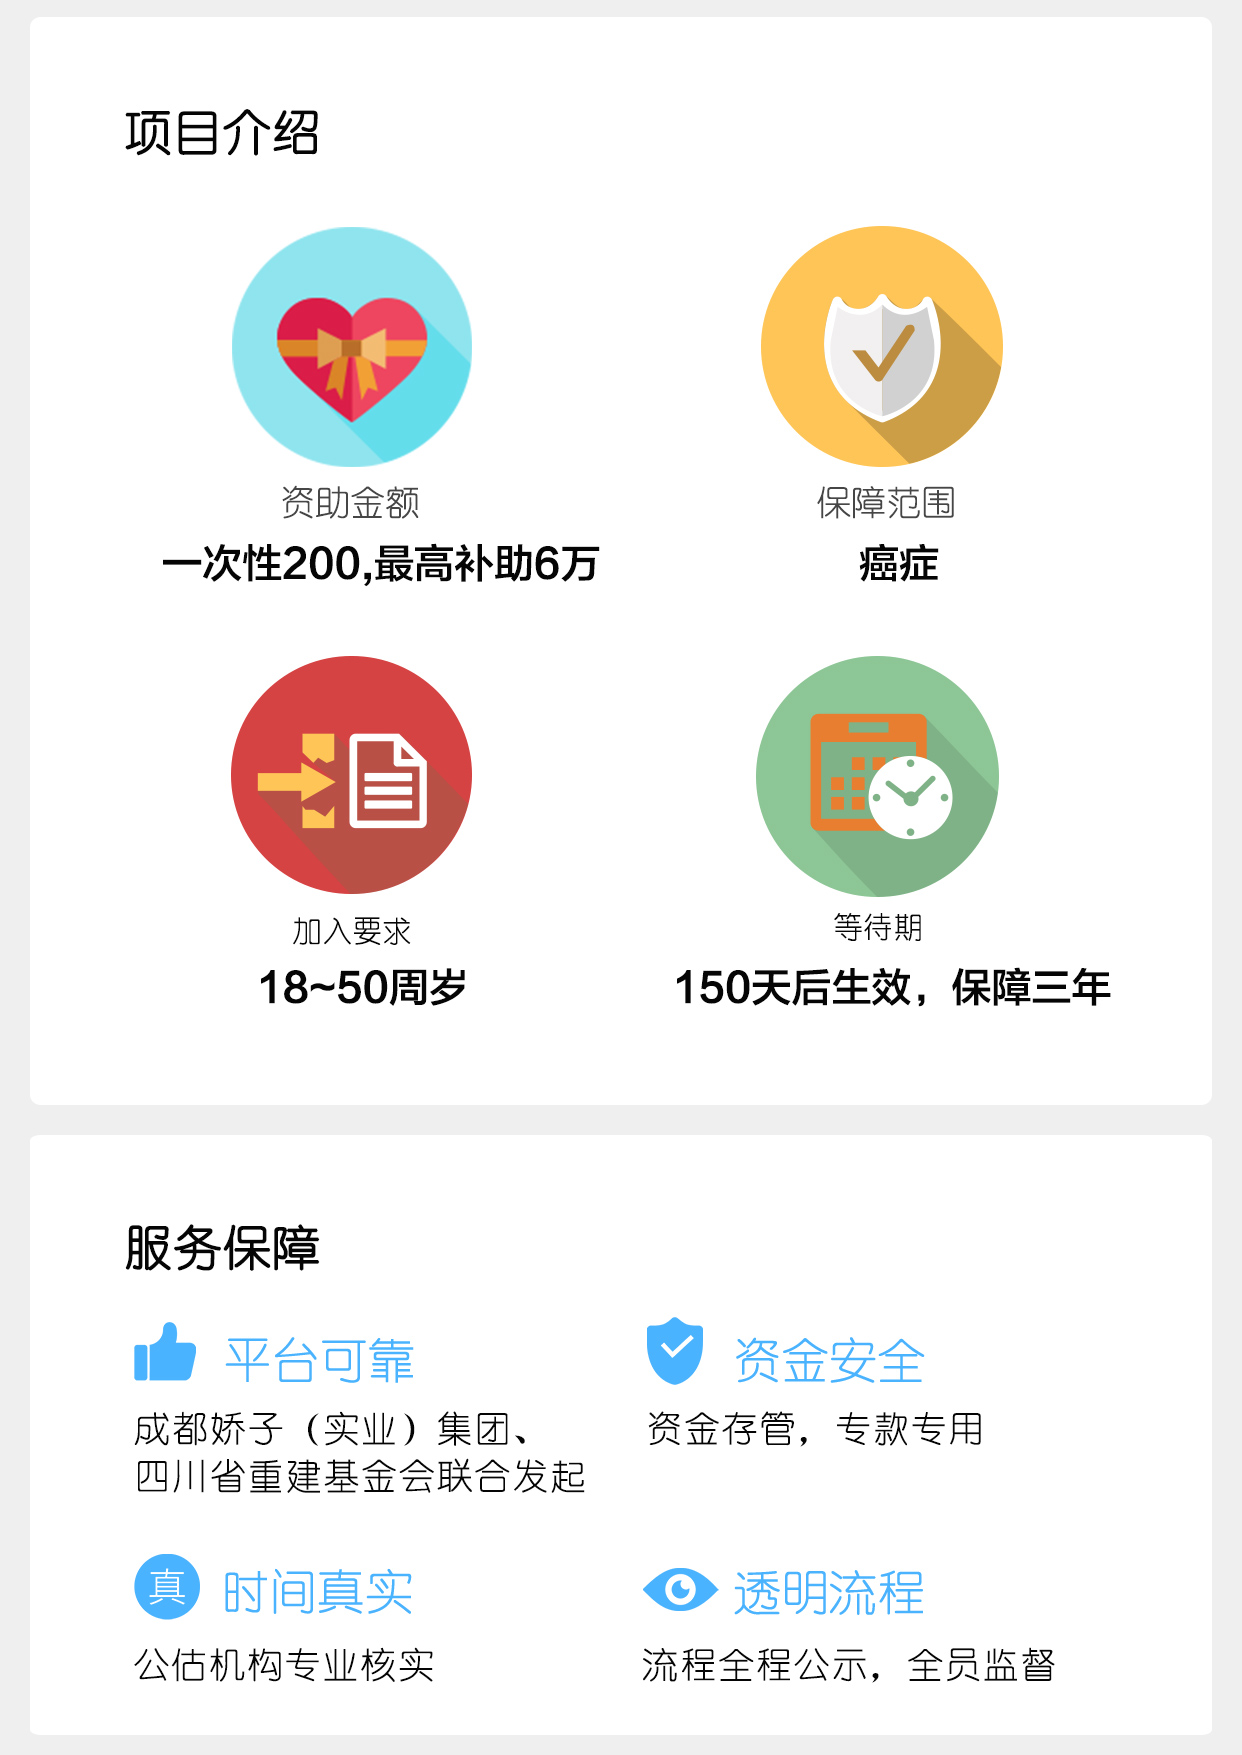 项目介绍
资助金额
保障范围
一次性200,最高补助6万
癌症
加入要求
等待期
18~50周岁
150天后生效，保障三年
服务保障
平台可靠
资金安全
成都娇子（实业）集团、
四川省重建基金会联合发起
资金存管，专款专用
真
时间真实
透明流程
公估机构专业核实
流程全程公示，全员监督